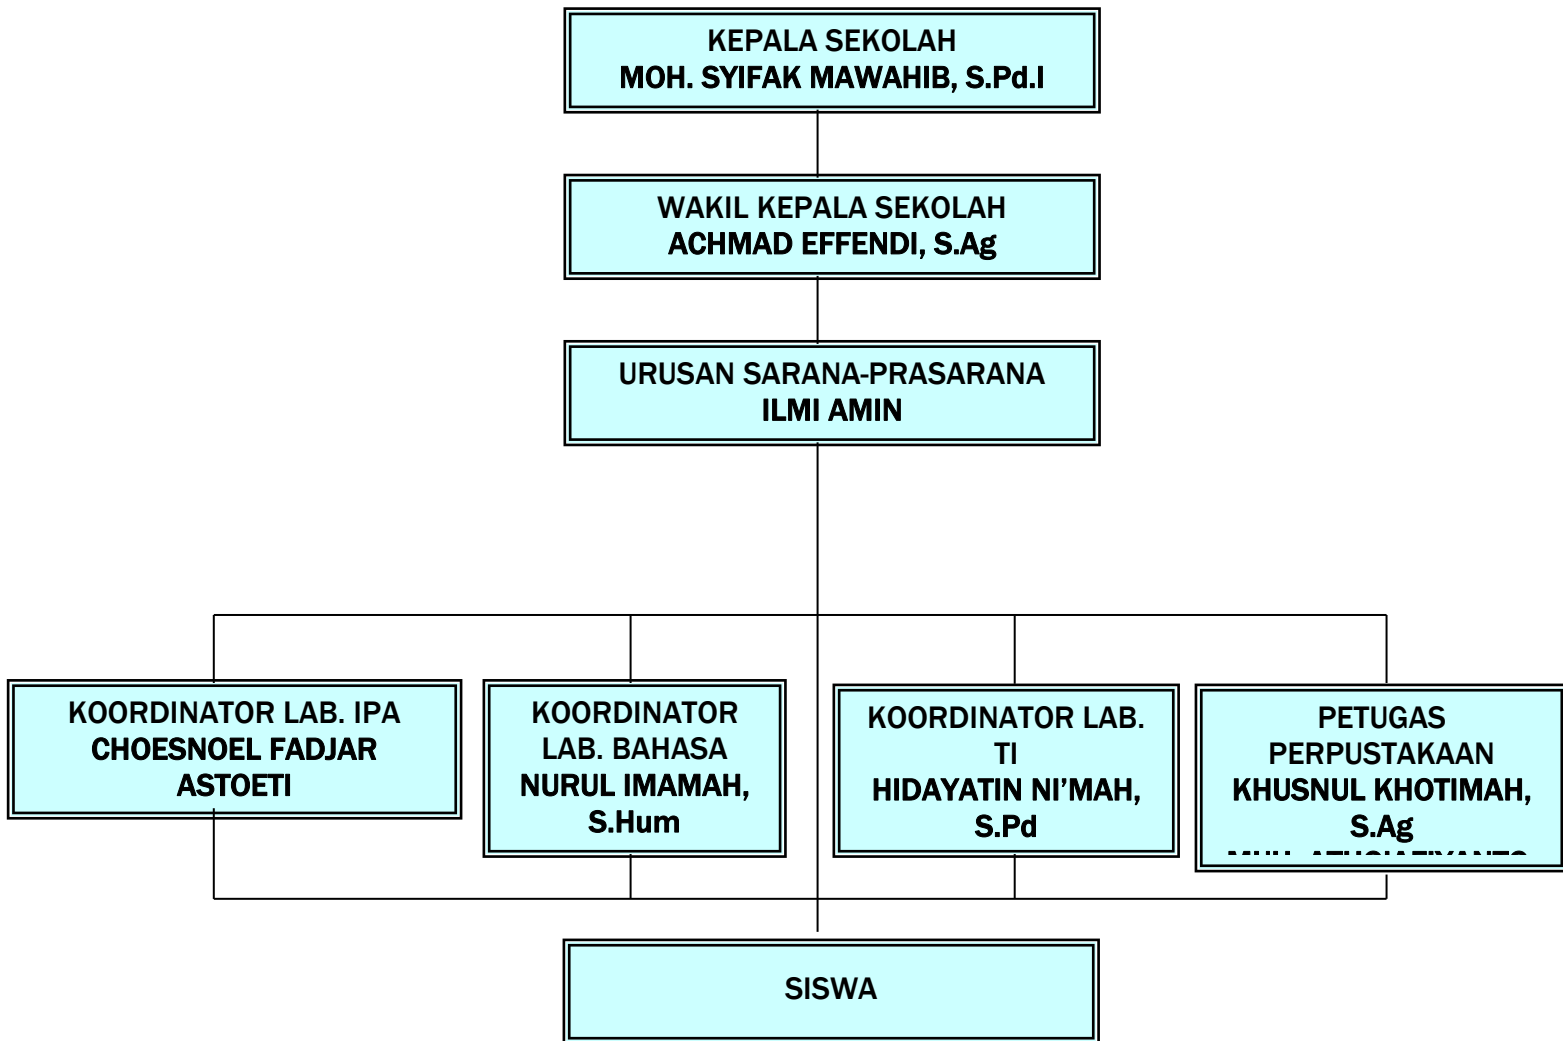 KEPALA SEKOLAH
MOH. SYIFAK MAWAHIB, S.Pd.I
WAKIL KEPALA SEKOLAH
ACHMAD EFFENDI, S.Ag
URUSAN SARANA-PRASARANA
ILMI AMIN
KOORDINATOR LAB. IPA
CHOESNOEL FADJAR
ASTOETI
KOORDINATOR
LAB. BAHASA
NURUL IMAMAH,
S.Hum
KOORDINATOR LAB.
TI
HIDAYATIN NI’MAH,
S.Pd
PETUGAS
PERPUSTAKAAN
KHUSNUL KHOTIMAH,
S.Ag
SISWA